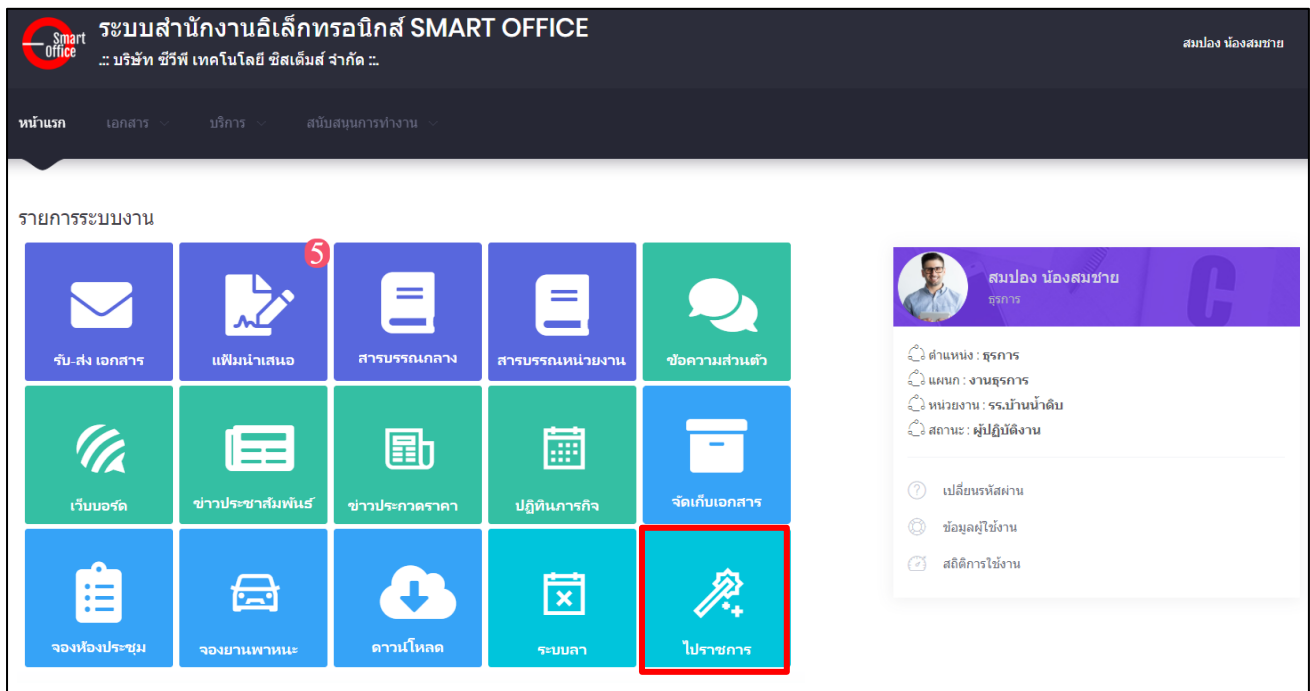 Smart
Office
ระบบสำนักงานอิเล็กทรอนิกส์ SMART OFFICE
.:: บริษัท ซีวีพี เทคโนโลยี ซิสเต็มส์ จำกัด ::.
สมปอง น้องสมชาย
หน้าแรก เอกสาร บริการ สนับสนุนการทำงาน
รายการระบบงาน
5
รับ-ส่ง เอกสาร แฟ้มนำเสนอ สารบรรณกลาง สารบรรณหน่วยงาน ข้อความส่วนตัว
เว็บบอร์ด ข่าวประชาสัมพันธ์ ข่าวประกวดราคา ปฏิทินภารกิจ จัดเก็บเอกสาร
จองห้องประชุม จองยานพาหนะ ดาวน์โหลด ระบบลา ไปราชการ
สมปอง น้องสมชาย
ธุรการ
ตำแหน่ง : ธุรการ
แผนก : งานธุรการ
หน่วยงาน : รร.บ้านน้ำดิบ
สถานะ : ผู้ปฏิบัติงาน
เปลี่ยนรหัสผ่าน
ข้อมูลผู้ใช้งาน
สถิติการใช้งาน